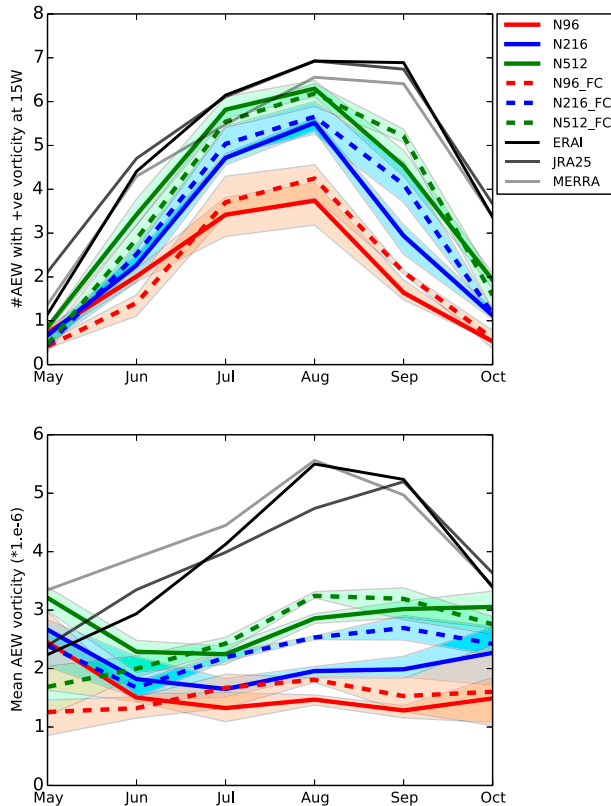 #AEW with +ve vorticity at 15W
8
7
6
5
4
3
2
1
0
May Jun Jul Aug Sep Oct
N96
N216
N512
N96_FC
N216_FC
N512_FC
ERAI
JRA25
MERRA
Mean AEW vorticity (*1.e-6)
6
5
4
3
2
1
0
May Jun Jul Aug Sep Oct